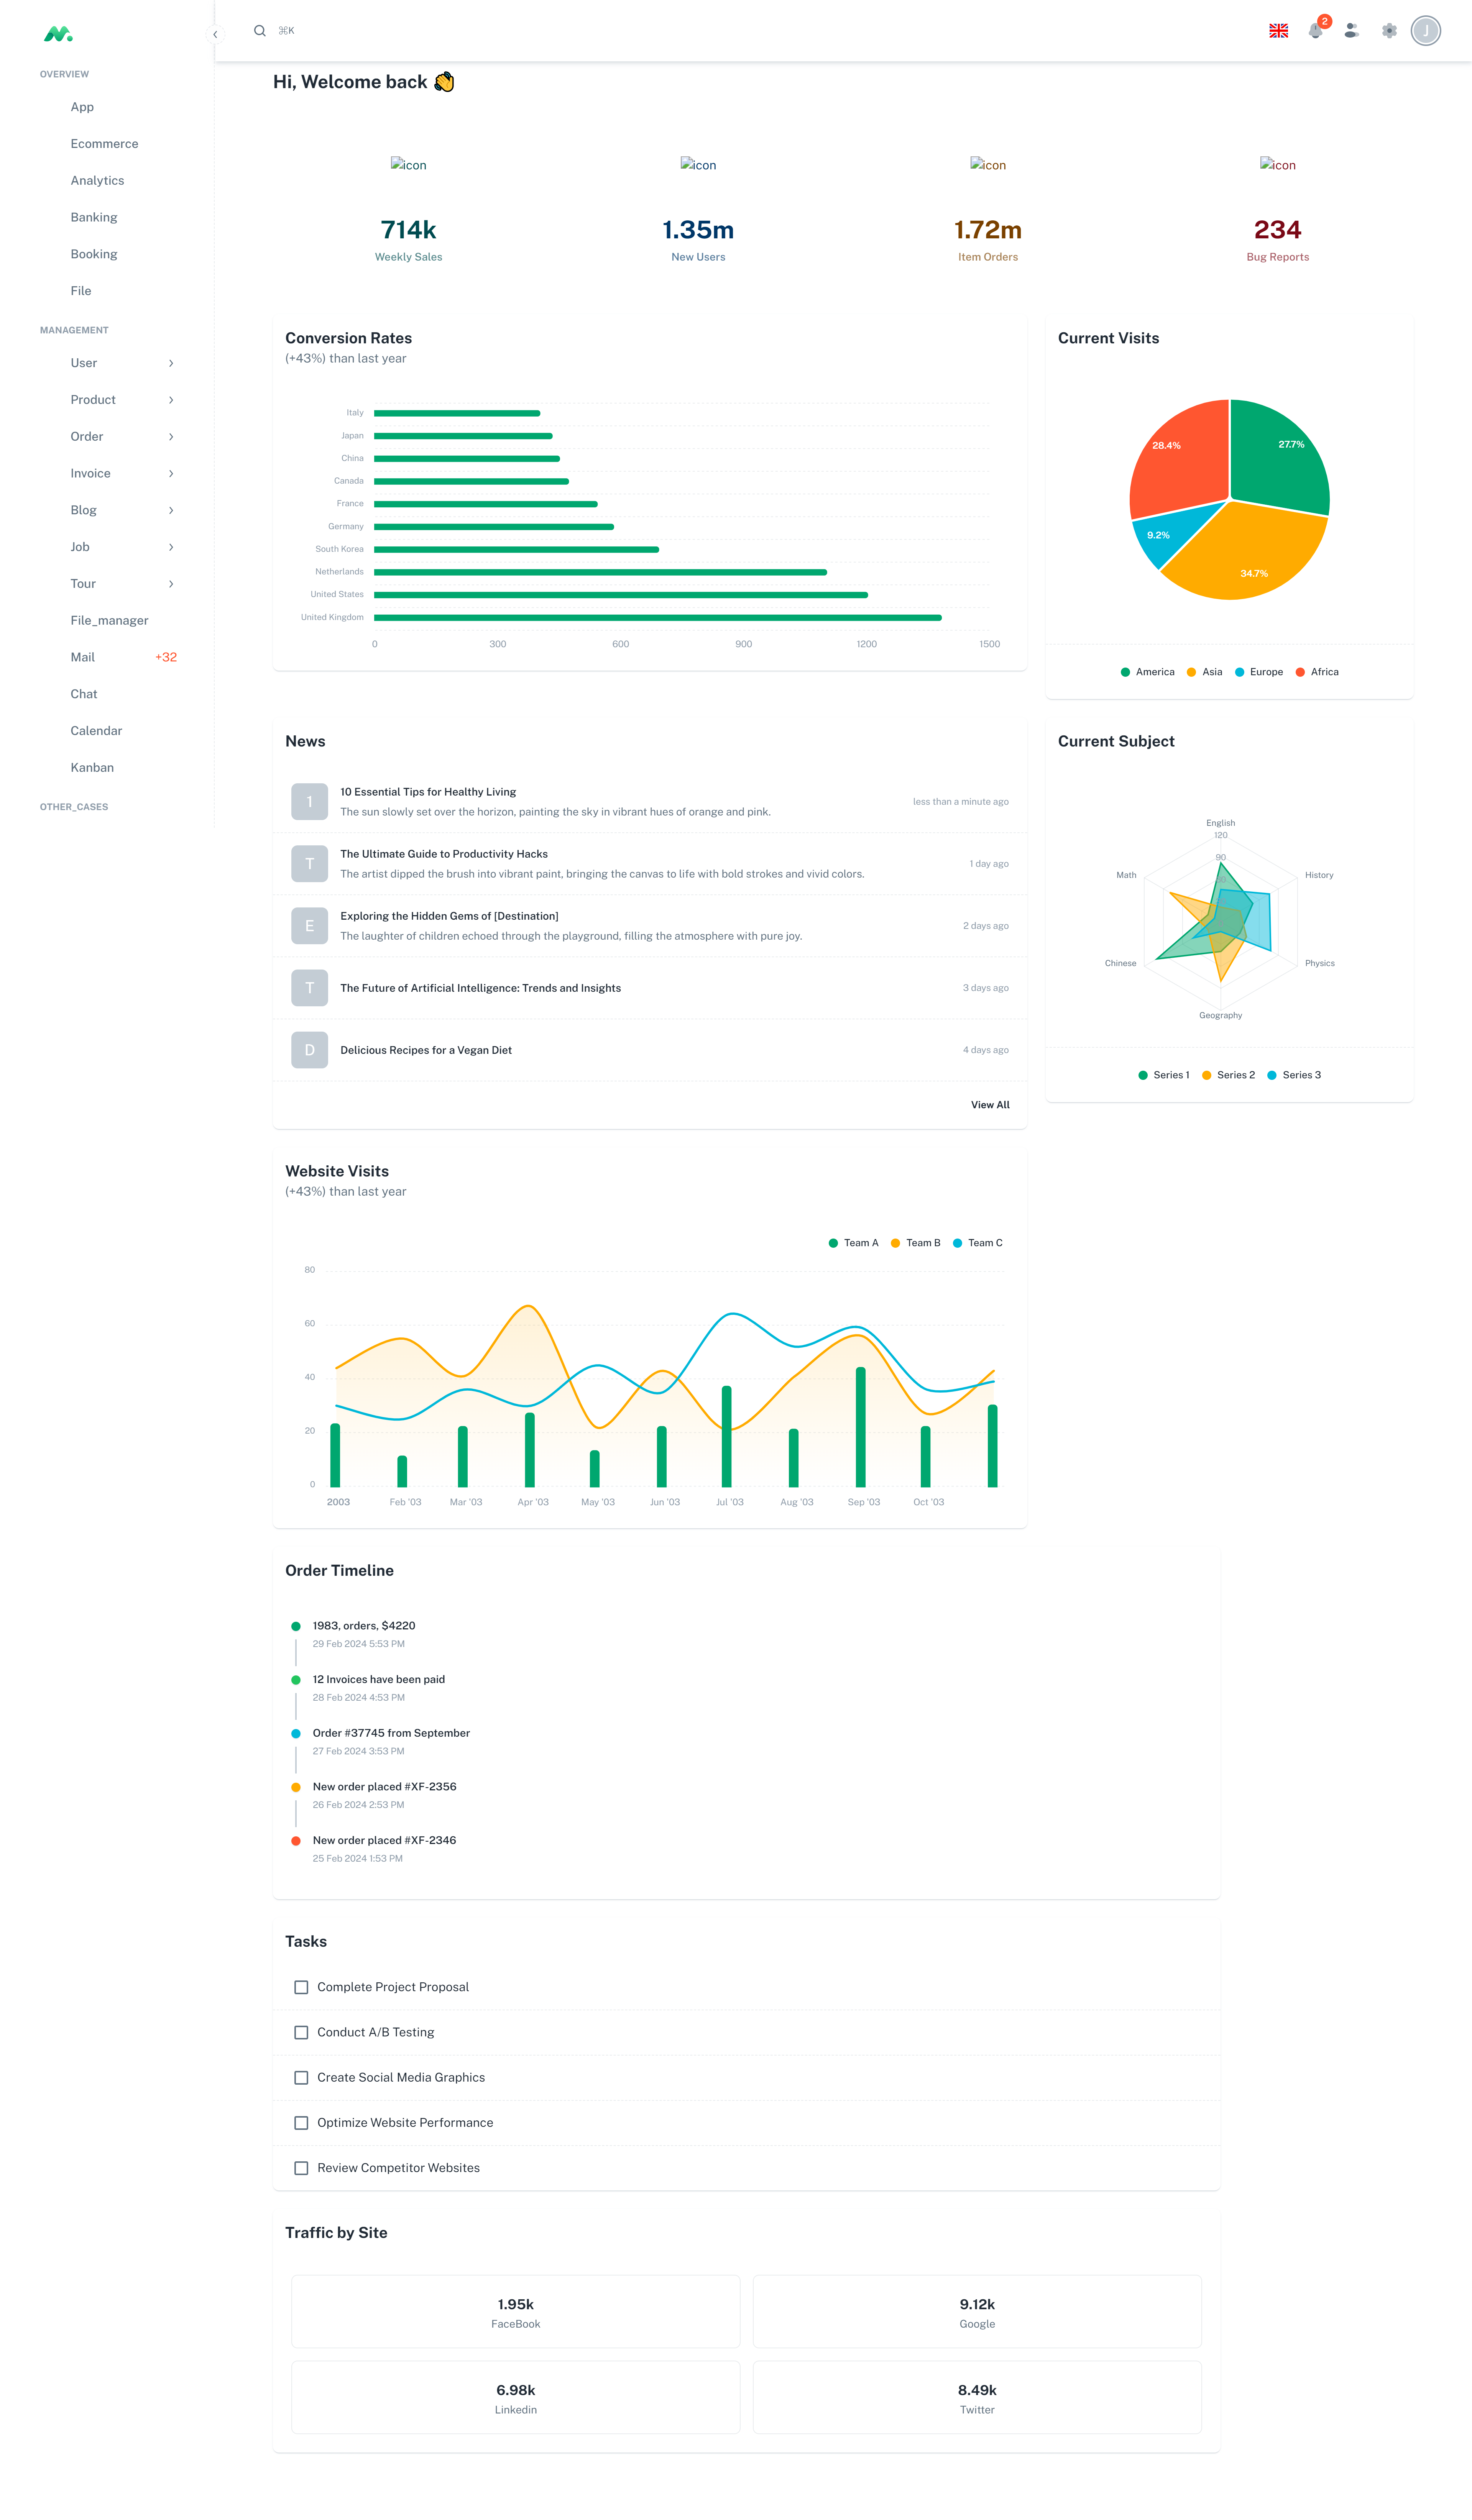 ⌘K
2
J
OVERVIEW
App
Ecommerce
Analytics
Banking
Booking
File
MANAGEMENT
User
Product
Order
Invoice
Blog
Job
Tour
File_manager
Mail +32
Chat
Calendar
Kanban
OTHER_CASES
Hi, Welcome back 👋
icon
714k
Weekly Sales
icon
1.35m
New Users
icon
1.72m
Item Orders
icon
234
Bug Reports
Conversion Rates
(+43%) than last year
Italy
Japan
China
Canada
France
Germany
South Korea
Netherlands
United States
United Kingdom
0 300 600 900 1200 1500
Current Visits
28.4%
27.7%
9.2%
34.7%
America Asia Europe Africa
News
1
10 Essential Tips for Healthy Living
The sun slowly set over the horizon, painting the sky in vibrant hues of orange and pink.
less than a minute ago
T
The Ultimate Guide to Productivity Hacks
The artist dipped the brush into vibrant paint, bringing the canvas to life with bold strokes and vivid colors.
1 day ago
E
Exploring the Hidden Gems of [Destination]
The laughter of children echoed through the playground, filling the atmosphere with pure joy.
2 days ago
T
The Future of Artificial Intelligence: Trends and Insights
3 days ago
D
Delicious Recipes for a Vegan Diet
4 days ago
View All
Current Subject
English
120
90
60
Math
History
Chinese
Physics
Geography
Series 1 Series 2 Series 3
Website Visits
(+43%) than last year
Team A Team B Team C
80
60
40
20
0
2003 Feb '03 Mar '03 Apr '03 May '03 Jun '03 Jul '03 Aug '03 Sep '03 Oct '03
Order Timeline
1983, orders, $4220
29 Feb 2024 5:53 PM
12 Invoices have been paid
28 Feb 2024 4:53 PM
Order #37745 from September
27 Feb 2024 3:53 PM
New order placed #XF-2356
26 Feb 2024 2:53 PM
New order placed #XF-2346
25 Feb 2024 1:53 PM
Tasks
Complete Project Proposal
Conduct A/B Testing
Create Social Media Graphics
Optimize Website Performance
Review Competitor Websites
Traffic by Site
1.95k
FaceBook
9.12k
Google
6.98k
Linkedin
8.49k
Twitter